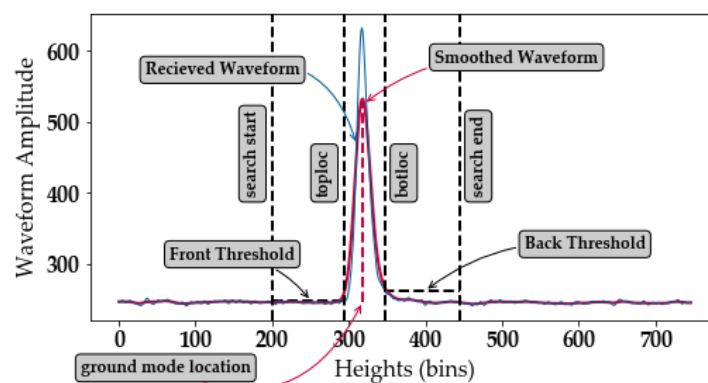 600
500
400
300
Waveform Amplitude
Recieved Waveform
Smoothed Waveform
search start
toploc
botloc
search end
Front Threshold
Back Threshold
0
100
200
300
400
500
600
700
ground mode location
Heights (bins)